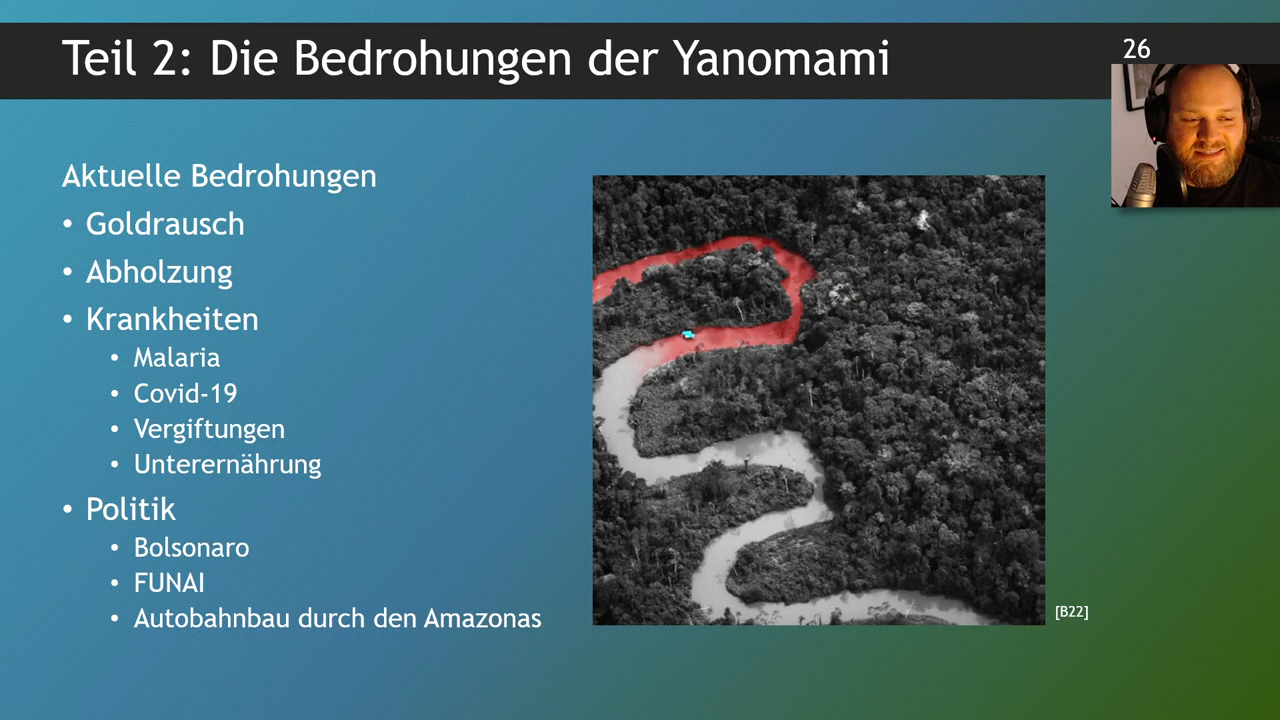 Teil 2: Die Bedrohungen der Yanomami
26
Aktuelle Bedrohungen
• Goldrausch
• Abholzung
• Krankheiten
• Malaria
• Covid-19
• Vergiftungen
• Unterernährung
• Politik
• Bolsonaro
• FUNAI
• Autobahnbau durch den Amazonas
[B22]